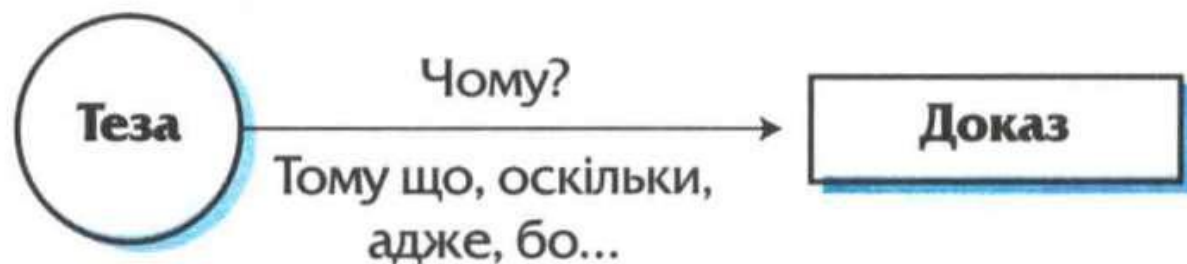 Теза
Чому?
Тому що, оскільки,
адже, бо...
Доказ